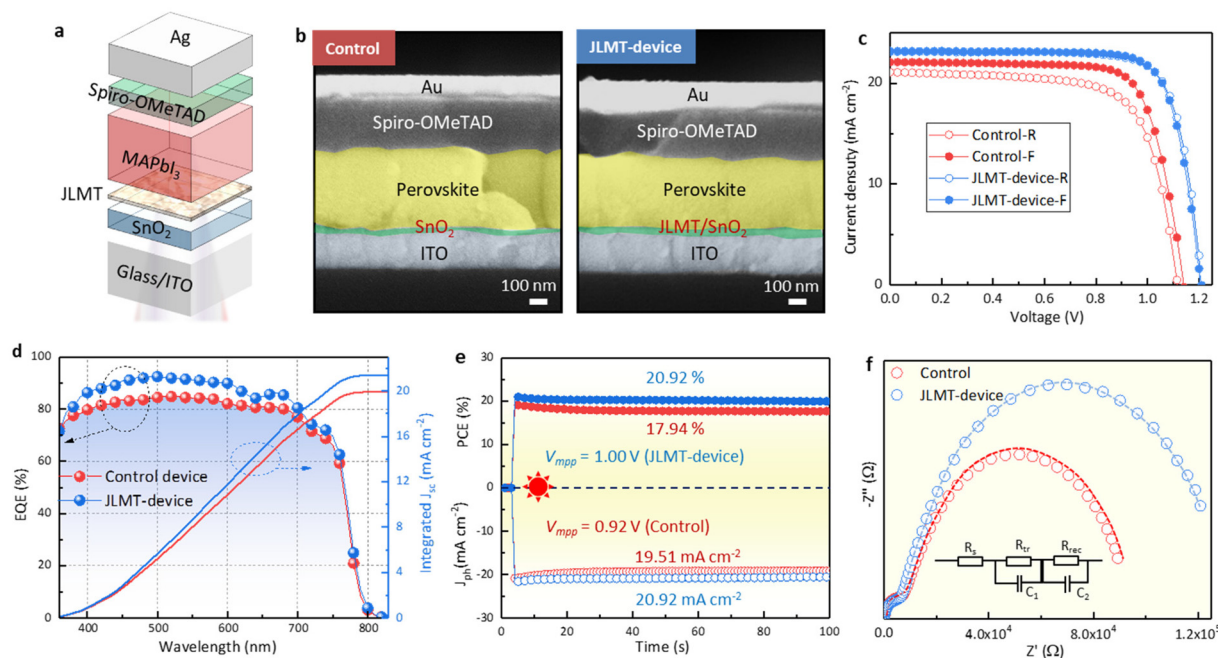 a
Ag
Spiro-OMeTAD
MAPbI3
JLMT
SnO2
Glass/ITO
b
Control
Au
Spiro-OMeTAD
Perovskite
SnO2
ITO
100 nm
JLMT-device
Au
Spiro-OMeTAD
Perovskite
JLMT/SnO2
ITO
100 nm
c
Current densuty (mA cm⁻²)
20
10
0
Control-R
Control-F
JLMT-device-R
JLMT-device-F
0.0 0.2 0.4 0.6 0.8 1.0 1.2
Voltage (V)
d
EQE (%)
100
80
60
40
20
0
Control device
JLMT-device
400 500 600 700 800
Wavelength (nm)
20
16
12
8
4
0
Integrated Jsc (mA cm⁻²)
e
PCE (%)
Jph(mA cm⁻²)
30
20
10
0
-10
-20
-30
20.92 %
17.94 %
Vmpp = 1.00 V (JLMT-device)
Vmpp = 0.92 V (Control)
19.51 mA cm⁻²
20.92 mA cm⁻²
0 20 40 60 80 100
Time (s)
f
Control
JLMT-device
-Z'' (Ω)
Rs
Rtr
Rrec
C1
C2
0 4.0x10⁴ 8.0x10⁴ 1.2x10⁵
Z' (Ω)